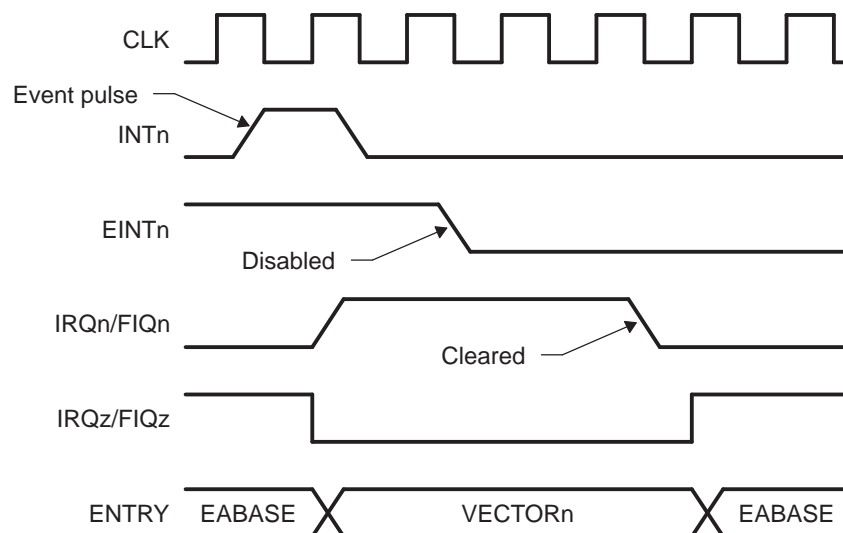 CLK
Event pulse
INTn
EINTn
Disabled
IRQn/FIQn
Cleared
IRQz/FIQz
ENTRY EABASE VECTORn EABASE